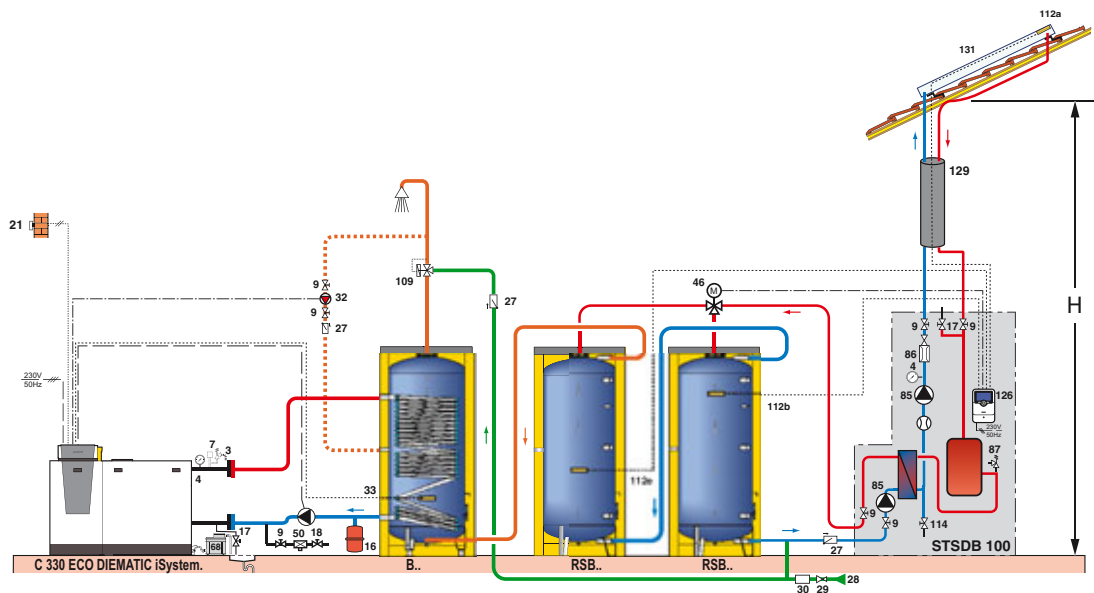 112a
131
129
21
H
46
M
109
27
9
32
9
27
9
17
9
86
4
85
126
230V
50Hz
230V
50Hz
112b
7
3
4
87
33
112e
85
9
9
114
17
9
50
18
16
68
27
STSDB 100
C 330 ECO DIEMATIC iSystem.
B..
RSB..
RSB..
30
29
28